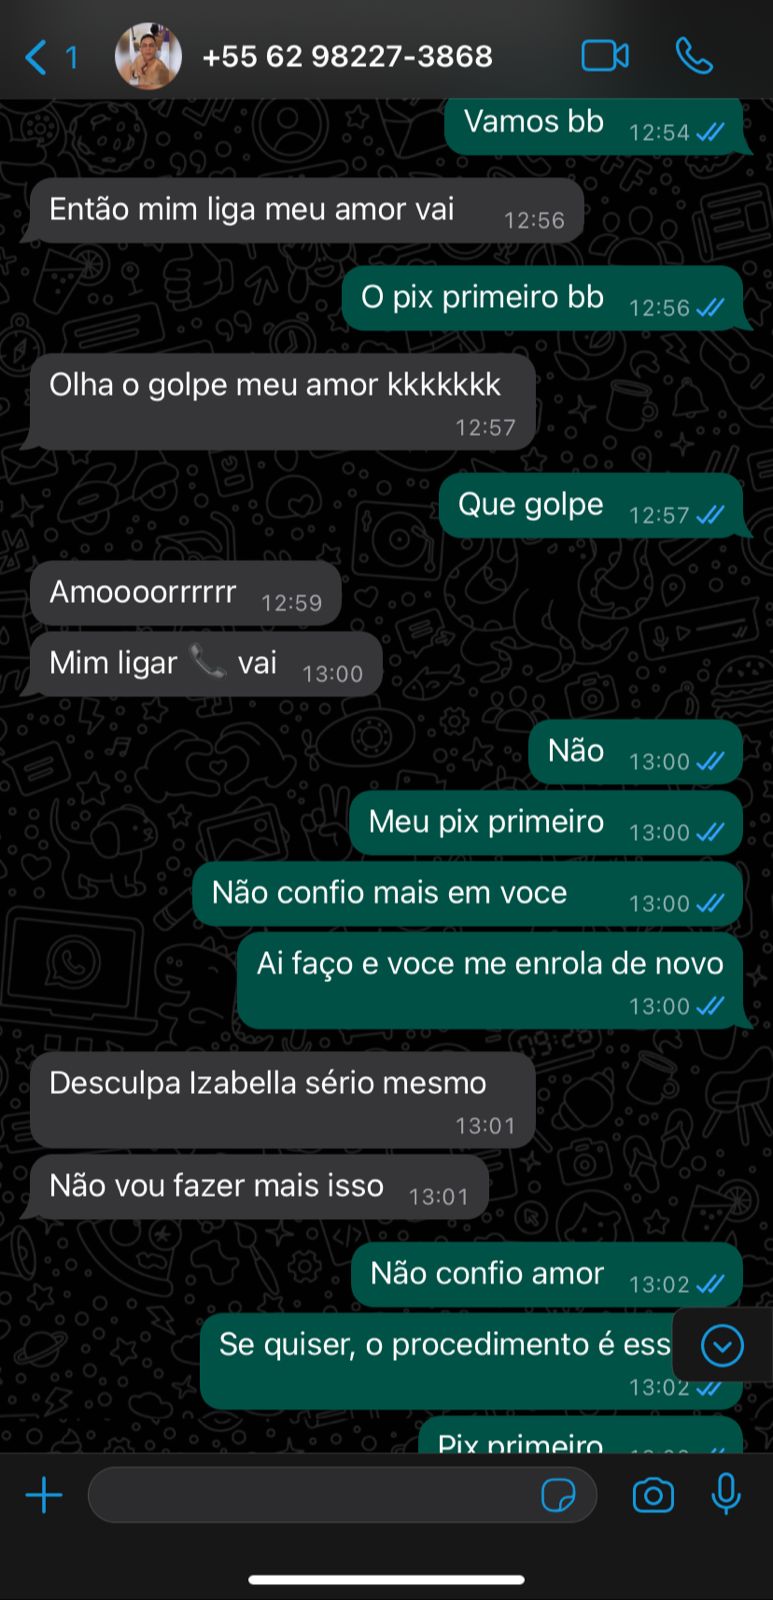 1
+55 62 98227-3868
Vamos bb 12:54
Então mim liga meu amor vai 12:56
O pix primeiro bb 12:56
Olha o golpe meu amor kkkkkkk
12:57
Que golpe 12:57
Amoooorrrrrr 12:59
Mim ligar 📞 vai 13:00
Não 13:00
Meu pix primeiro 13:00
Não confio mais em voce 13:00
Ai faço e voce me enrola de novo
13:00
Desculpa Izabella sério mesmo
13:01
Não vou fazer mais isso 13:01
Não confio amor 13:02
Se quiser, o procedimento é ess
13:02
Pix primeiro